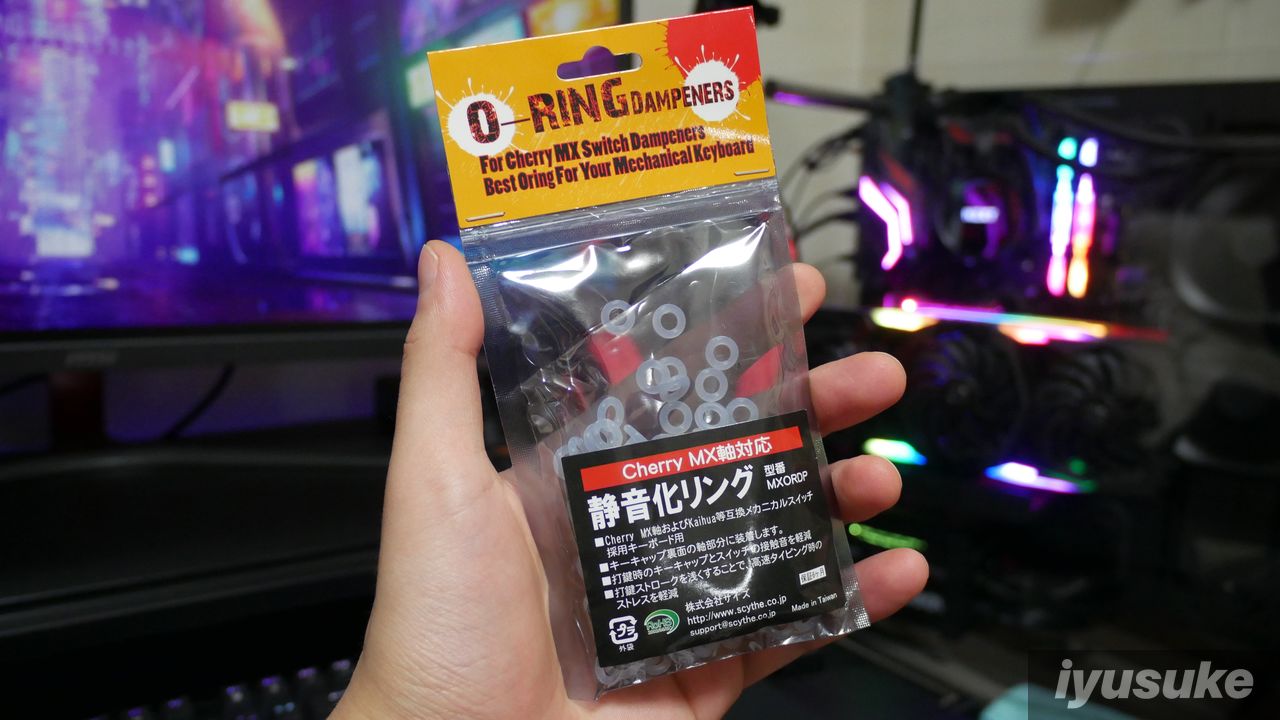 O-RING DAMPENERS
For Cherry MX Switch Dampeners
Best Oring For Your Mechanical Keyboard
Cherry MX軸対応
静音化リング 型番 MXORDP
■Cherry MX軸およびKaihua等互換メカニカルスイッチ
採用キーボード用
■キーキャップ裏面の軸部分に装着します。
■打鍵時のキーキャップとスイッチの接触音を軽減
■打鍵ストロークを浅くすることで、高速タイピング時の
ストレスを軽減
保証6ヶ月
株式会社サイズ
http://www.scythe.co.jp
support@scythe.co.jp
Made in Taiwan
プラ
外袋
RoHS
iyusuke